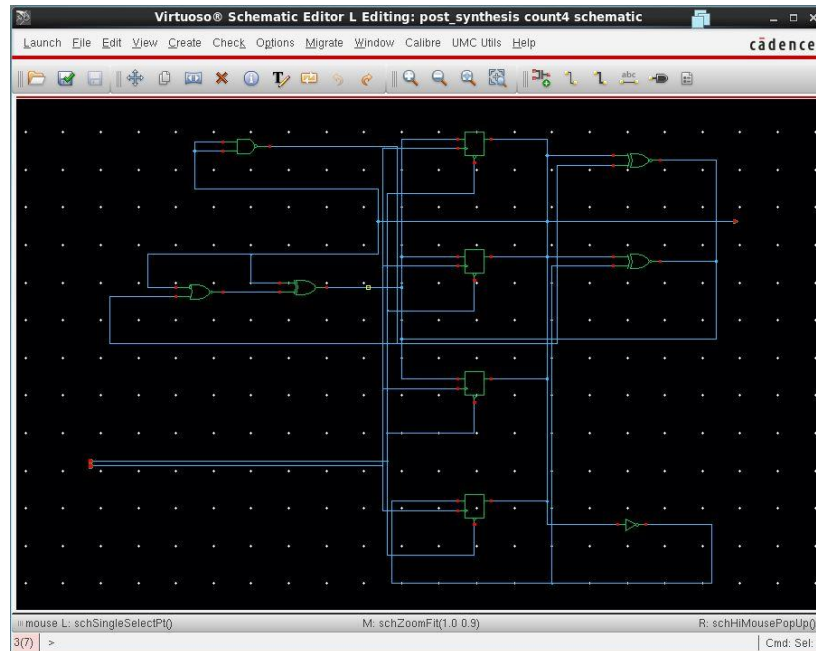 Virtuoso® Schematic Editor L Editing: post_synthesis count4 schematic
Launch File Edit View Create Check Options Migrate Window Calibre UMC Utils Help
cādence
abc
mouse L: schSingleSelectPt()
M: schZoomFit(1.0 0.9)
R: schHiMousePopUp()
3(7) >
Cmd: Sel: